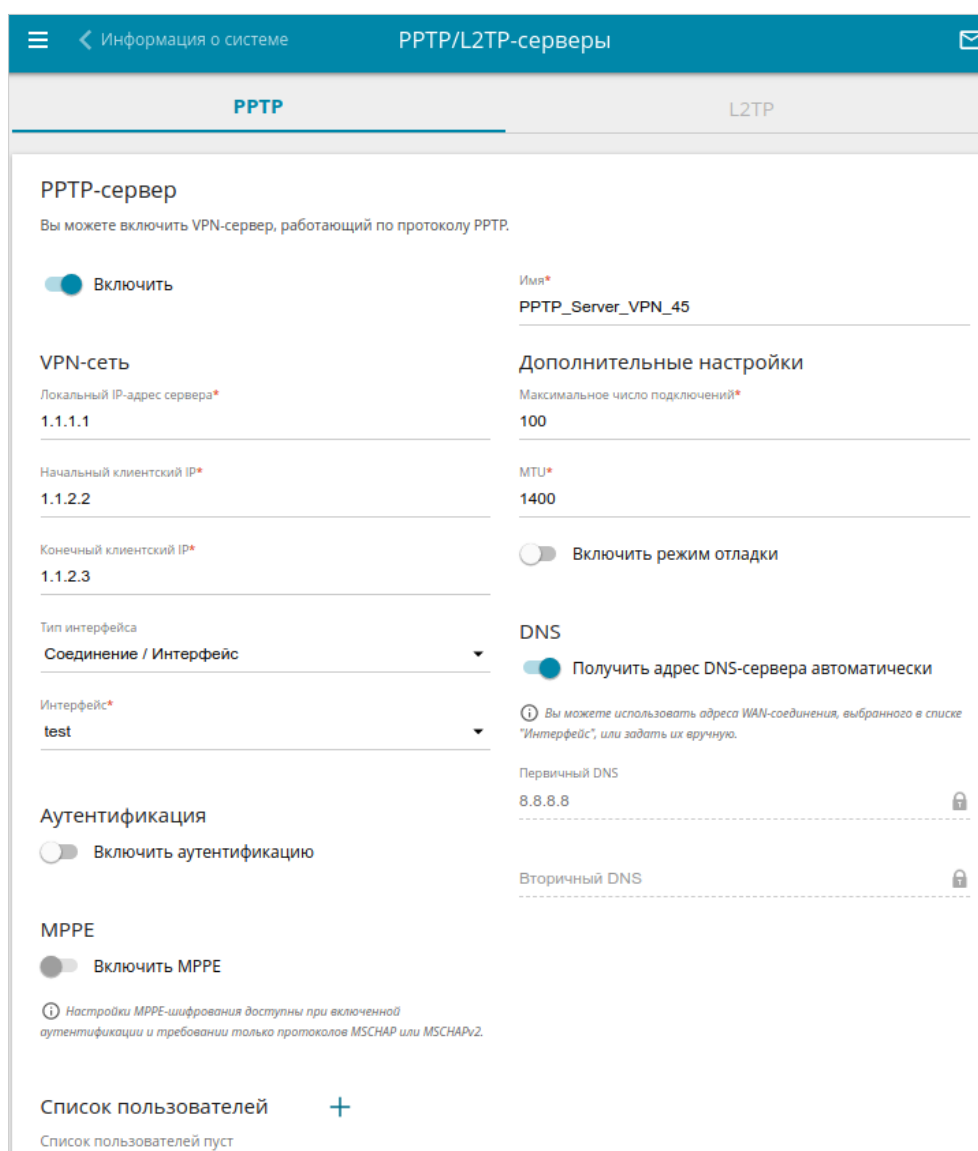 Информация о системе
PPTP/L2TP-серверы
PPTP
L2TP
PPTP-сервер
Вы можете включить VPN-сервер, работающий по протоколу PPTP.
Включить
Имя*
PPTP_Server_VPN_45
VPN-сеть
Локальный IP-адрес сервера*
1.1.1.1
Начальный клиентский IP*
1.1.2.2
Конечный клиентский IP*
1.1.2.3
Тип интерфейса
Соединение / Интерфейс
Интерфейс*
test
Аутентификация
Включить аутентификацию
MPPE
Включить MPPE
Настройки MPPE-шифрования доступны при включенной
аутентификации и требовании только протоколов MSCHAP или MSCHAPv2.
Список пользователей
Список пользователей пуст
Дополнительные настройки
Максимальное число подключений*
100
MTU*
1400
Включить режим отладки
DNS
Получить адрес DNS-сервера автоматически
Вы можете использовать адреса WAN-соединения, выбранного в списке
"Интерфейс", или задать их вручную.
Первичный DNS
8.8.8.8
Вторичный DNS